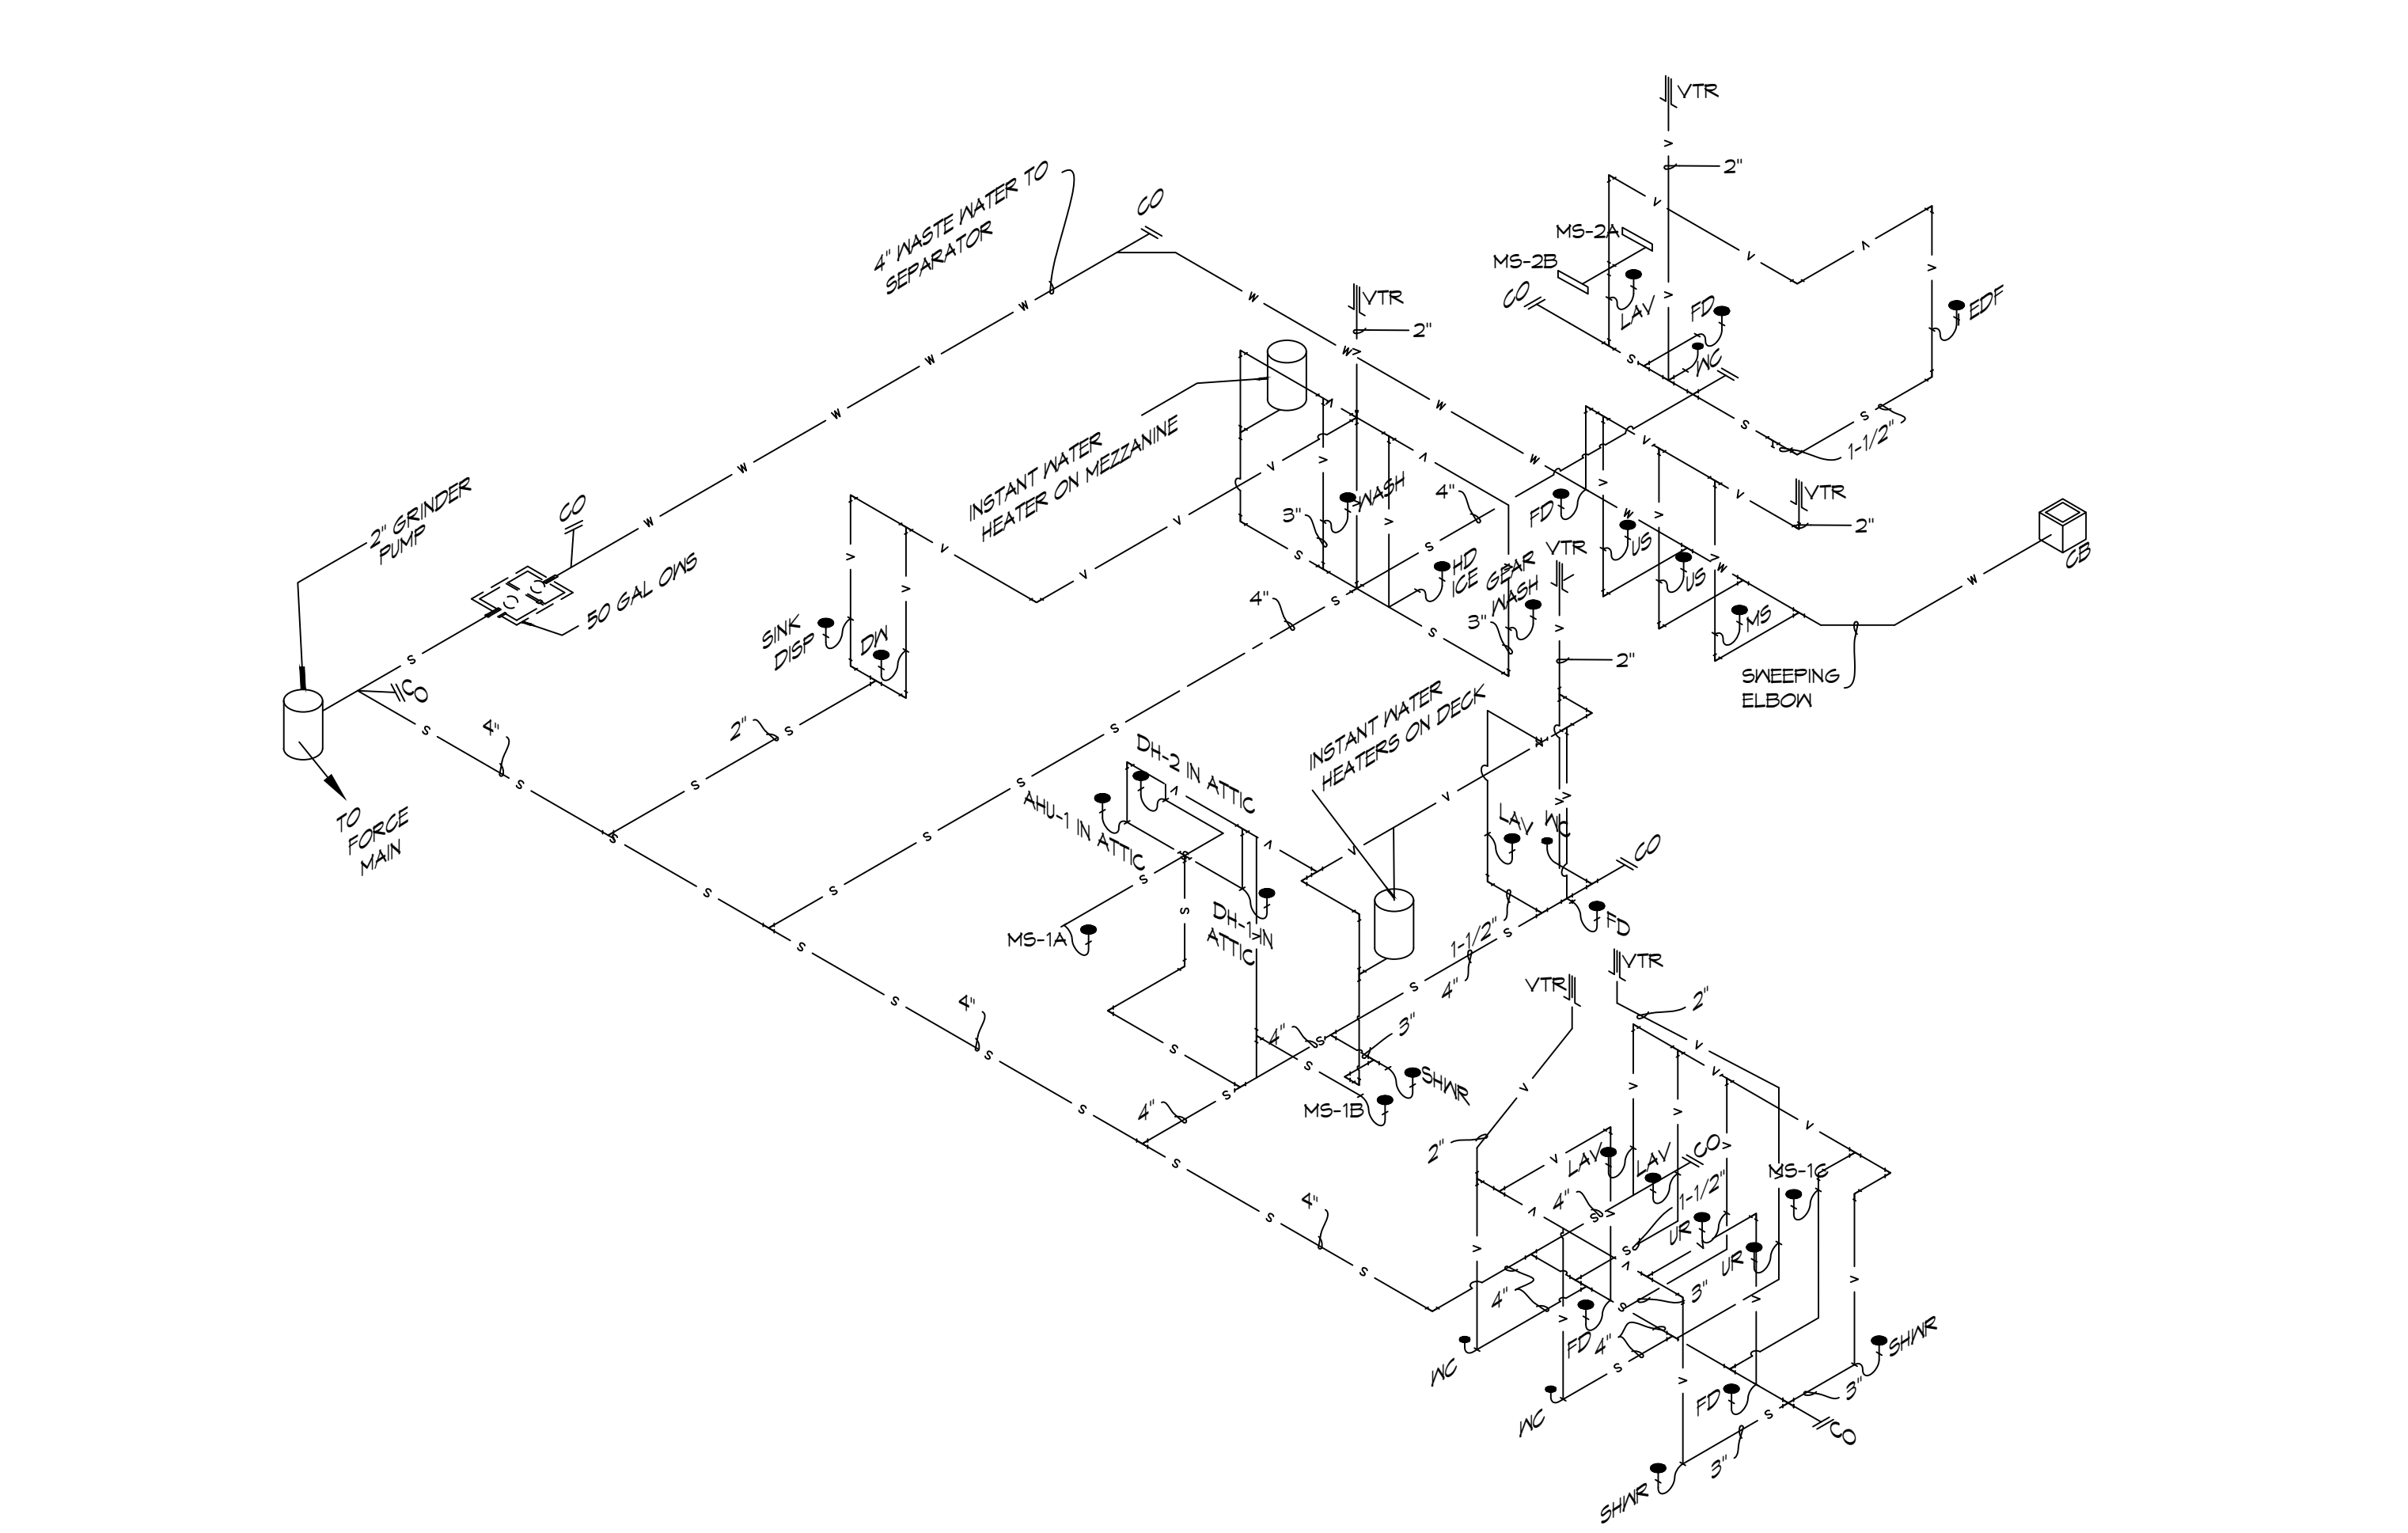 VTR
2"
4" WASTE WATER TO
SEPARATOR
CO
MS-2A
MS-2B
CO
LAV
FD
WC
EDF
1-1/2"
VTR
2"
INSTANT WATER
HEATER ON MEZZANINE
2" GRINDER
PUMP
CO
50 GAL OWS
CO
4"
TO
FORCE
MAIN
SINK
DISP
DW
2"
3"
WASH
4"
4"
HD
ICE
GEAR
WASH
3"
FD
US
US
MS
VTR
2"
CB
SWEEPING
ELBOW
VTR
2"
INSTANT WATER
HEATERS ON DECK
DH-2 IN ATTIC
AHU-1 IN ATTIC
MS-1A
DH-1 IN
ATTIC
LAV
WC
CO
FD
1-1/2"
4"
4"
3"
SHWR
MS-1B
4"
4"
4"
VTR
VTR
2"
2"
LAV
LAV
CO
MS-1C
4"
1-1/2"
UR
UR
4"
3"
FD
4"
WC
WC
FD
SHWR
3"
CO
3"
SHWR
S
V
W